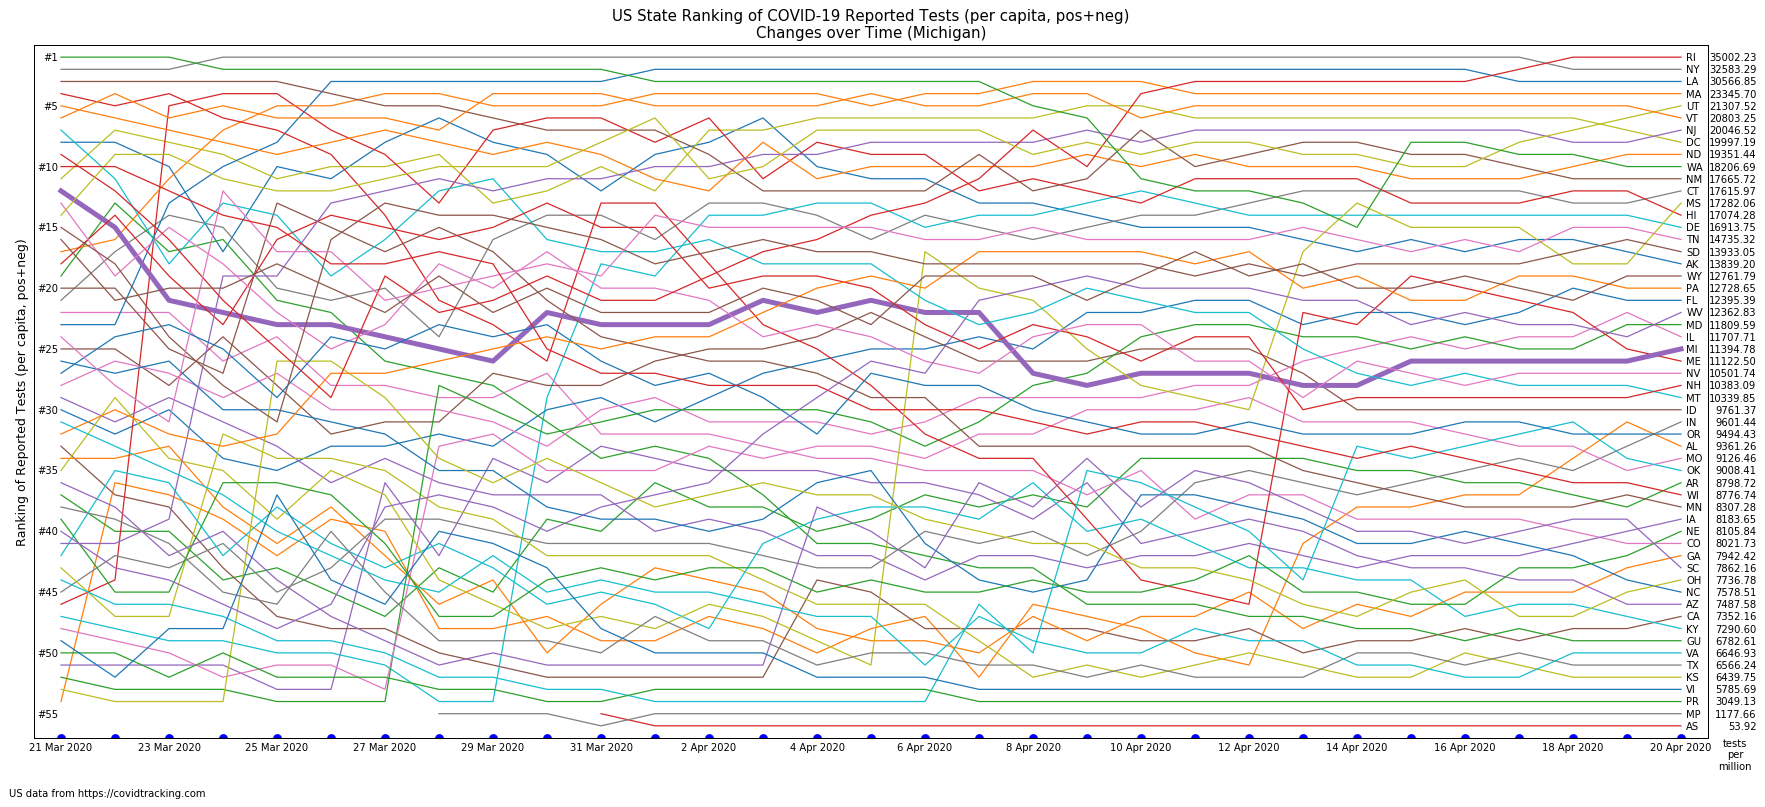 US State Ranking of COVID-19 Reported Tests (per capita, pos+neg)
Changes over Time (Michigan)
Ranking of Reported Tests (per capita, pos+neg)
#1
#5
#10
#15
#20
#25
#30
#35
#40
#45
#50
#55
RI 35002.23
NY 32583.29
LA 30566.85
MA 23345.70
UT 21307.52
VT 20803.25
NJ 20046.52
DC 19997.19
ND 19351.44
WA 18206.69
NM 17665.72
CT 17615.97
MS 17282.06
HI 17074.28
DE 16913.75
TN 14735.32
SD 13933.05
AK 13839.20
WY 12761.79
PA 12728.65
FL 12395.39
WV 12362.83
MD 11809.59
IL 11707.71
MI 11394.78
ME 11122.50
NV 10501.74
NH 10383.09
MT 10339.85
ID 9761.37
IN 9601.44
OR 9494.43
AL 9361.26
MO 9126.46
OK 9008.41
AR 8798.72
WI 8776.74
MN 8307.28
IA 8183.65
NE 8105.84
CO 8021.73
GA 7942.42
SC 7862.16
OH 7736.78
NC 7578.51
AZ 7487.58
CA 7352.16
KY 7290.60
GU 6782.61
VA 6646.93
TX 6566.24
KS 6439.75
VI 5785.69
PR 3049.13
MP 1177.66
AS 53.92
21 Mar 2020 23 Mar 2020 25 Mar 2020 27 Mar 2020 29 Mar 2020 31 Mar 2020 2 Apr 2020 4 Apr 2020 6 Apr 2020 8 Apr 2020 10 Apr 2020 12 Apr 2020 14 Apr 2020 16 Apr 2020 18 Apr 2020 20 Apr 2020
tests
per
million
US data from https://covidtracking.com